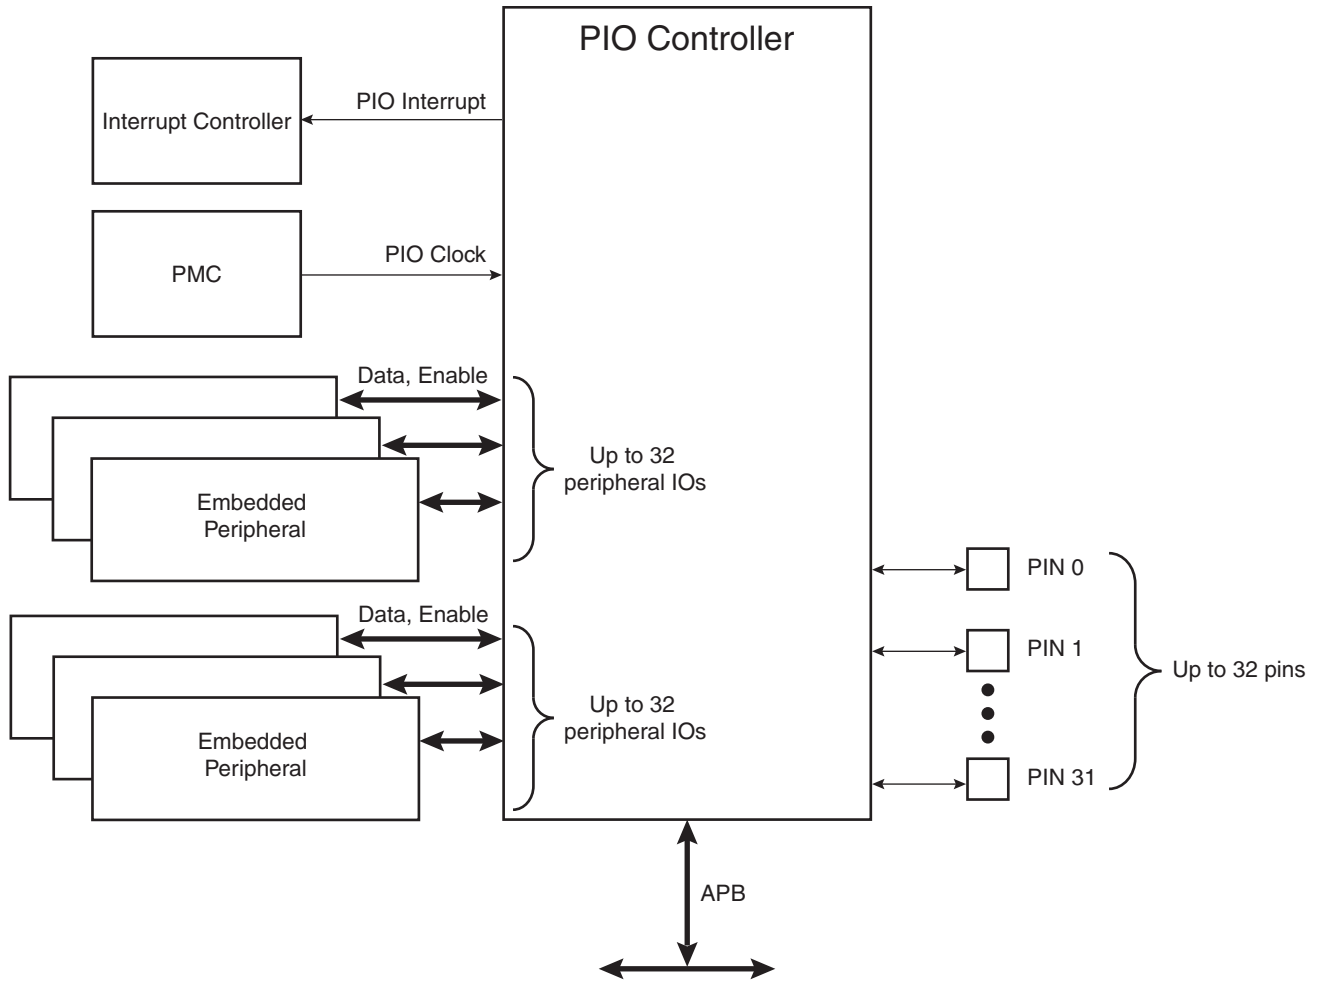 PIO Controller
PIO Interrupt
Interrupt Controller
PIO Clock
PMC
Data, Enable
Up to 32
peripheral IOs
Embedded
Peripheral
PIN 0
Data, Enable
PIN 1
Up to 32 pins
Up to 32
peripheral IOs
Embedded
Peripheral
PIN 31
APB